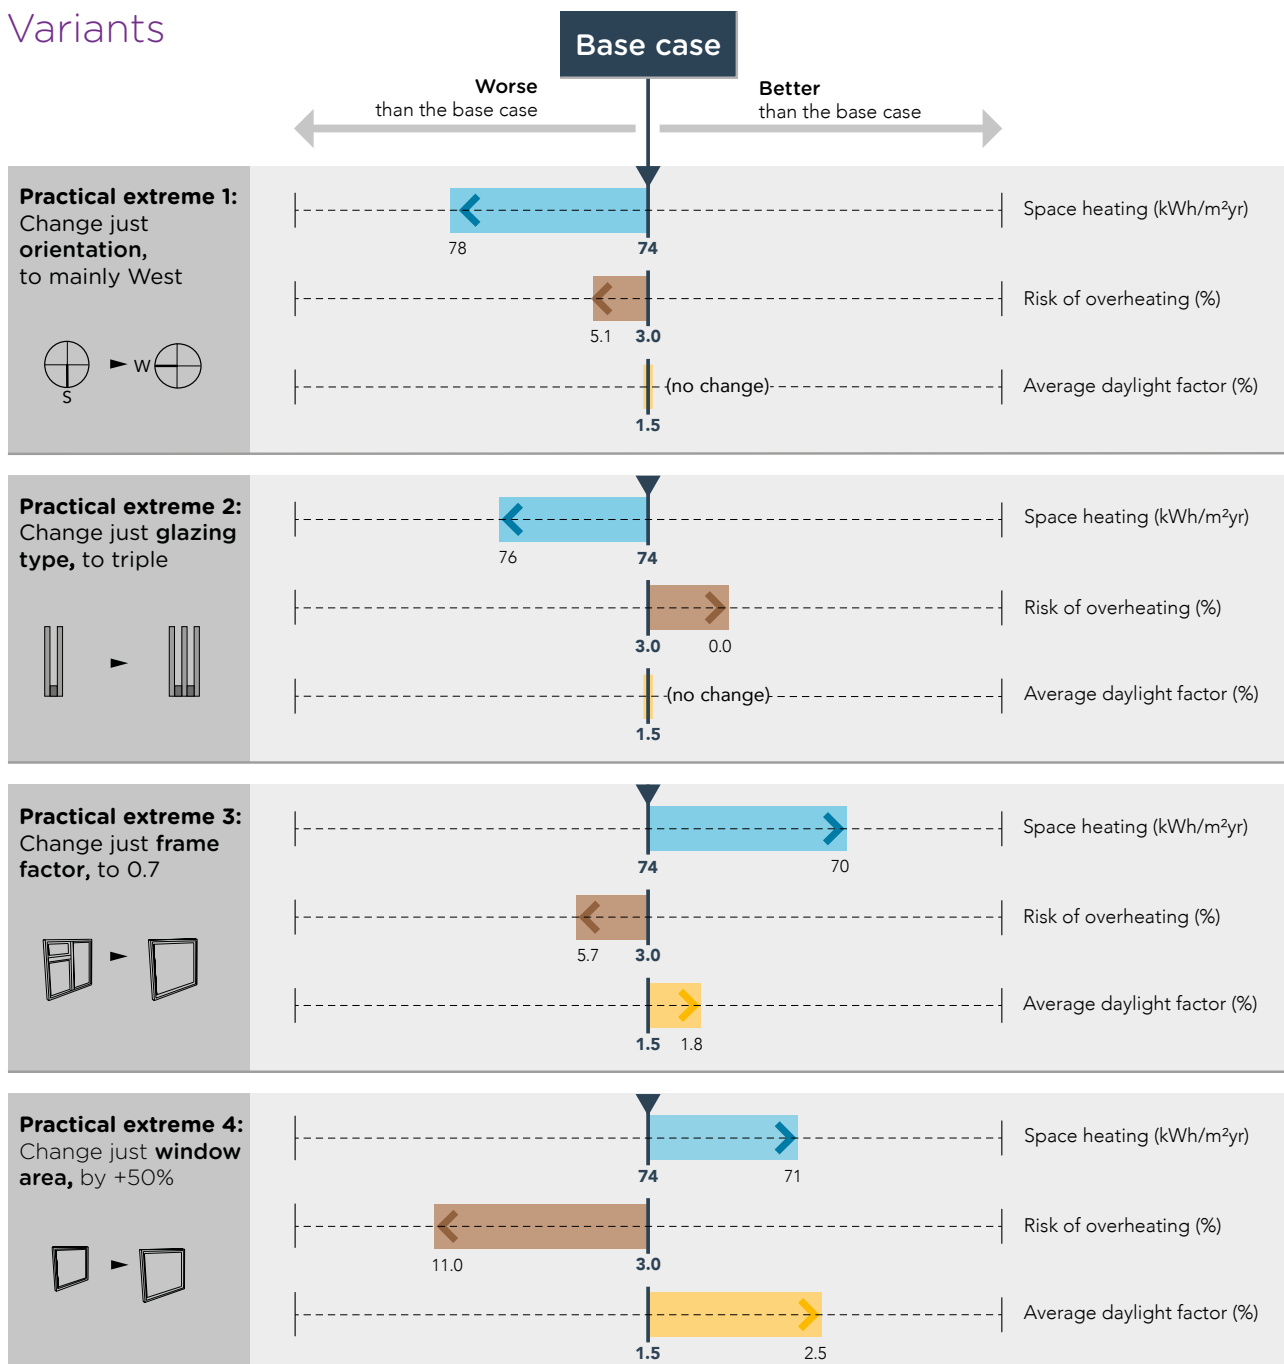 Variants
Base case
Worse
than the base case
Better
than the base case
Practical extreme 1:
Change just
orientation,
to mainly West
S
W
Space heating (kWh/m²yr)
78
74
Risk of overheating (%)
5.1
3.0
(no change)
Average daylight factor (%)
1.5
Practical extreme 2:
Change just glazing
type, to triple
Space heating (kWh/m²yr)
76
74
Risk of overheating (%)
3.0
0.0
(no change)
Average daylight factor (%)
1.5
Practical extreme 3:
Change just frame
factor, to 0.7
Space heating (kWh/m²yr)
74
70
Risk of overheating (%)
5.7
3.0
Average daylight factor (%)
1.5
1.8
Practical extreme 4:
Change just window
area, by +50%
Space heating (kWh/m²yr)
74
71
Risk of overheating (%)
11.0
3.0
Average daylight factor (%)
1.5
2.5